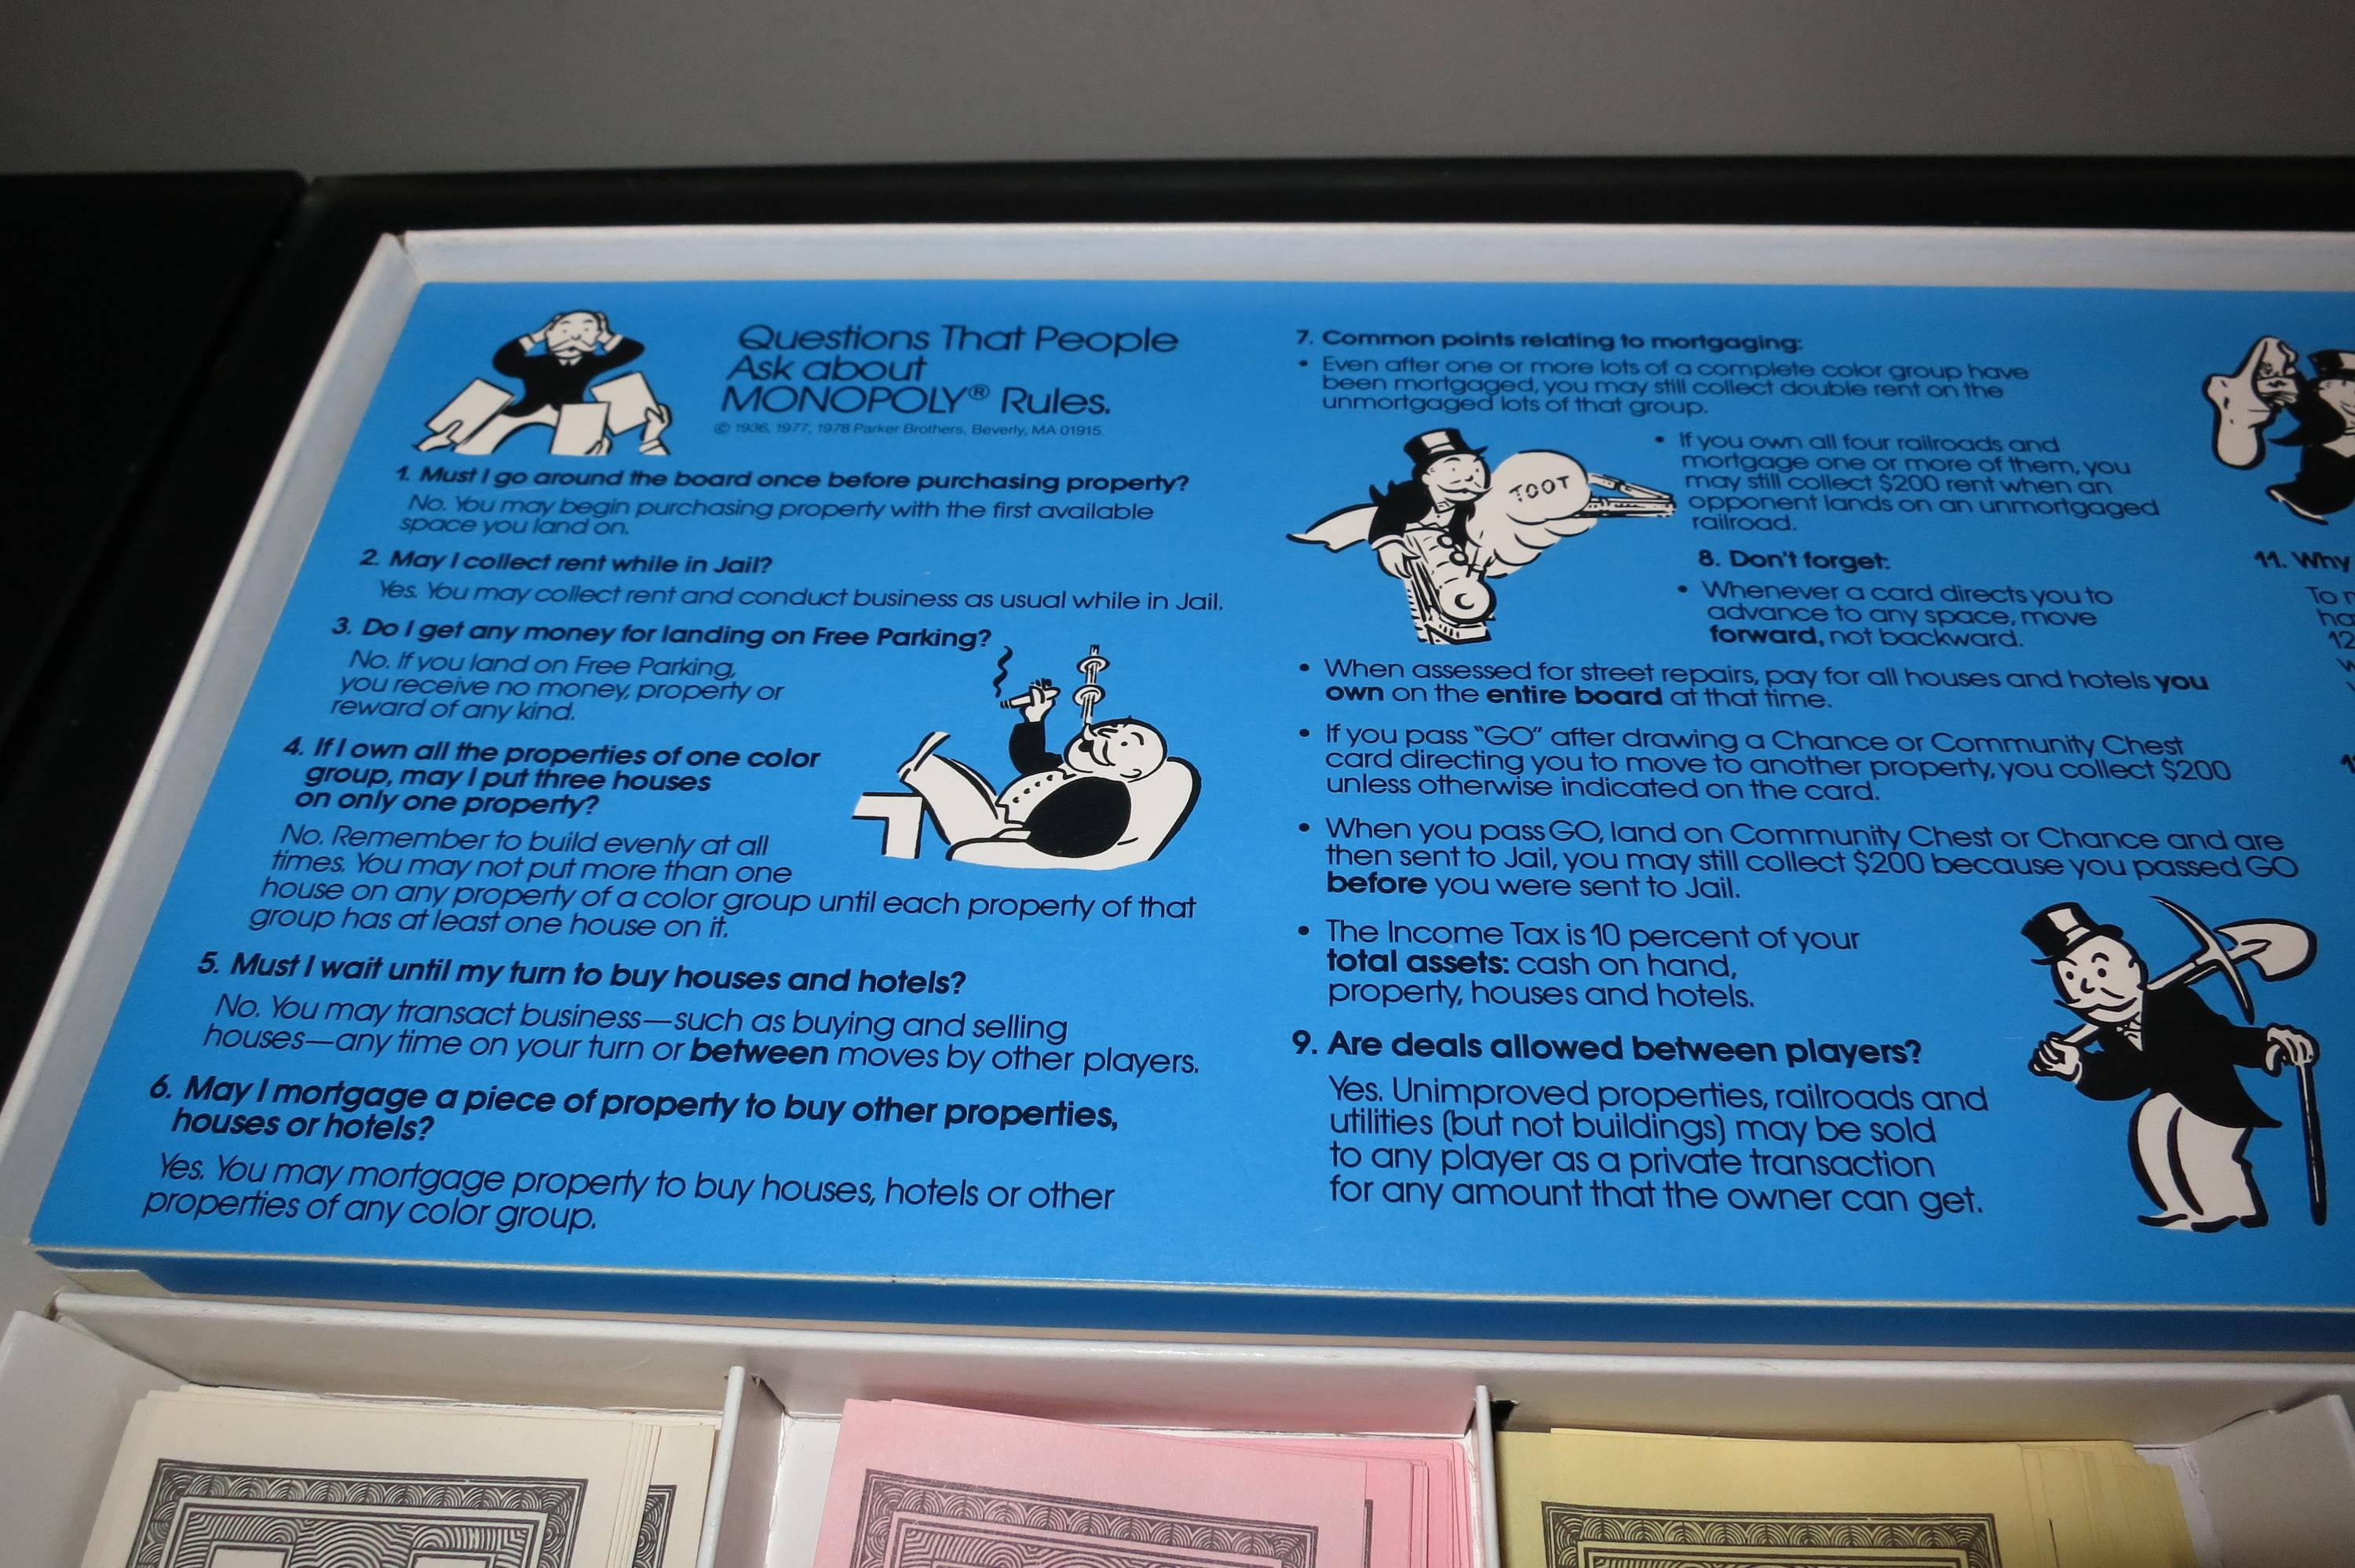 Questions That People
Ask about
MONOPOLY® Rules.
© 1936, 1977, 1978 Parker Brothers, Beverly, MA 01915.
1. Must I go around the board once before purchasing property?
No. You may begin purchasing property with the first available
space you land on.
2. May I collect rent while in Jail?
Yes. You may collect rent and conduct business as usual while in Jail.
3. Do I get any money for landing on Free Parking?
No. If you land on Free Parking,
you receive no money, property or
reward of any kind.
4. If I own all the properties of one color
group, may I put three houses
on only one property?
No. Remember to build evenly at all
times. You may not put more than one
house on any property of a color group until each property of that
group has at least one house on it.
5. Must I wait until my turn to buy houses and hotels?
No. You may transact business—such as buying and selling
houses—any time on your turn or between moves by other players.
6. May I mortgage a piece of property to buy other properties,
houses or hotels?
Yes. You may mortgage property to buy houses, hotels or other
properties of any color group.
7. Common points relating to mortgaging:
• Even after one or more lots of a complete color group have
been mortgaged, you may still collect double rent on the
unmortgaged lots of that group.
TOOT
• If you own all four railroads and
mortgage one or more of them, you
may still collect $200 rent when an
opponent lands on an unmortgaged
railroad.
8. Don't forget:
• Whenever a card directs you to
advance to any space, move
forward, not backward.
• When assessed for street repairs, pay for all houses and hotels you
own on the entire board at that time.
• If you pass "GO" after drawing a Chance or Community Chest
card directing you to move to another property, you collect $200
unless otherwise indicated on the card.
• When you pass GO, land on Community Chest or Chance and are
then sent to Jail, you may still collect $200 because you passed GO
before you were sent to Jail.
• The Income Tax is 10 percent of your
total assets: cash on hand,
property, houses and hotels.
9. Are deals allowed between players?
Yes. Unimproved properties, railroads and
utilities (but not buildings) may be sold
to any player as a private transaction
for any amount that the owner can get.
11. Why
To